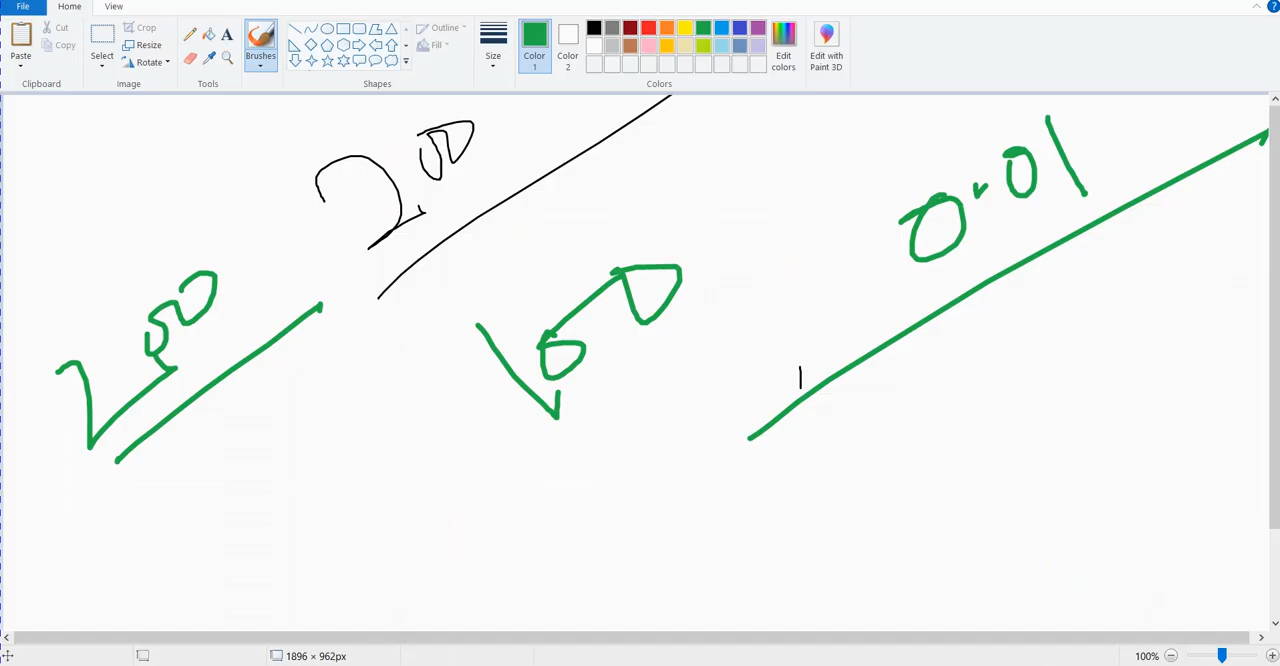 File Home View
Paste Cut Copy
Clipboard
Select Crop Resize Rotate
Image
Tools
Brushes
Outline Fill
Shapes
Size
Color 1
Color 2
Edit colors
Colors
Edit with Paint 3D
200
0.01
1896 × 962px
100%